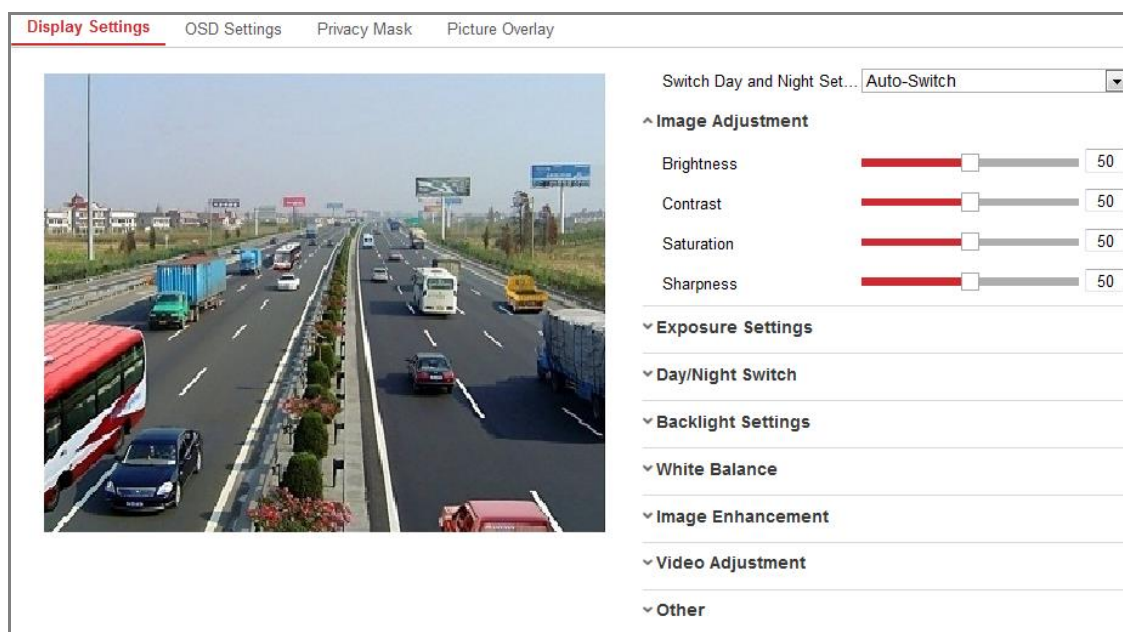 Display Settings OSD Settings Privacy Mask Picture Overlay
Switch Day and Night Set... Auto-Switch
Image Adjustment
Brightness 50
Contrast 50
Saturation 50
Sharpness 50
Exposure Settings
Day/Night Switch
Backlight Settings
White Balance
Image Enhancement
Video Adjustment
Other